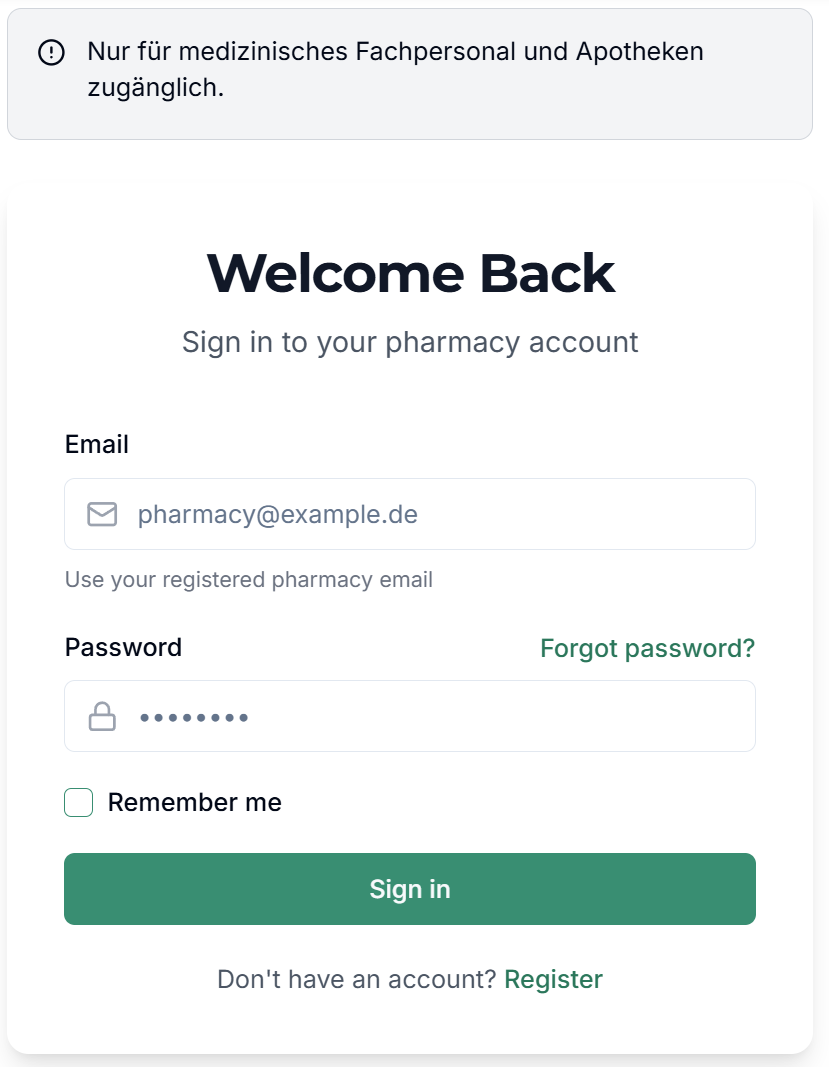 Nur für medizinisches Fachpersonal und Apotheken
zugänglich.
Welcome Back
Sign in to your pharmacy account
Email
pharmacy@example.de
Use your registered pharmacy email
Password
Forgot password?
••••••••
Remember me
Sign in
Don't have an account? Register